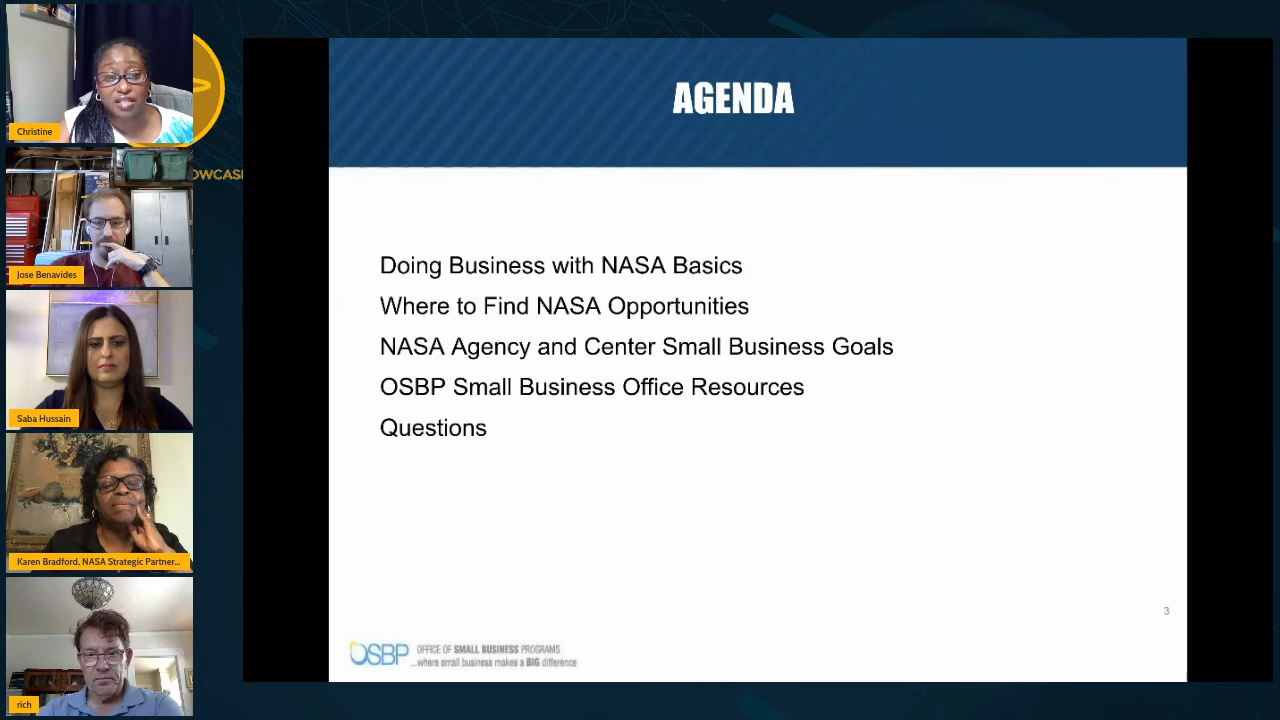 Christine
OWCASE
Jose Benavides
Saba Hussain
Karen Bradford, NASA Strategic Partner...
rich
AGENDA
Doing Business with NASA Basics
Where to Find NASA Opportunities
NASA Agency and Center Small Business Goals
OSBP Small Business Office Resources
Questions
3
OSBP OFFICE OF SMALL BUSINESS PROGRAMS
...where small business makes a BIG difference